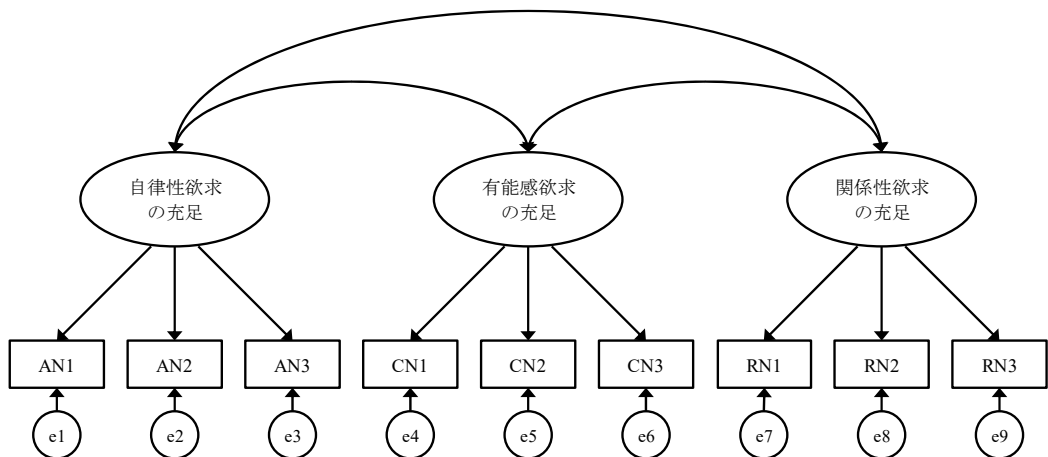 自律性欲求
の充足
有能感欲求
の充足
関係性欲求
の充足
AN1
AN2
AN3
CN1
CN2
CN3
RN1
RN2
RN3
e1
e2
e3
e4
e5
e6
e7
e8
e9